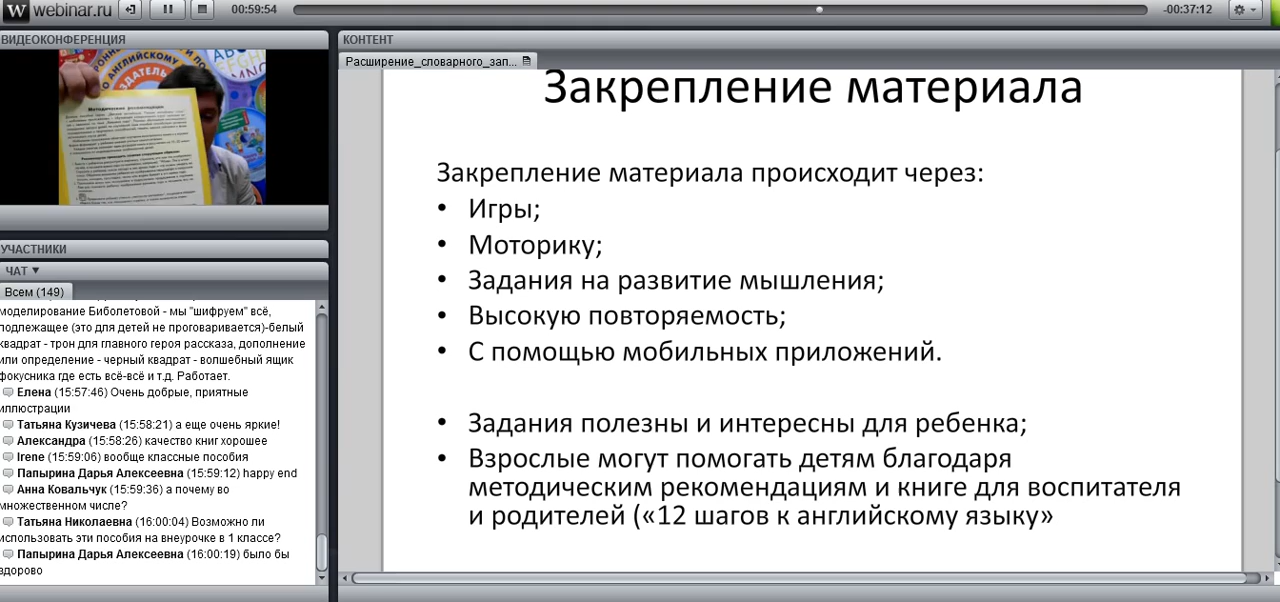 webinar.ru
00:59:54
-00:37:12
ВИДЕОКОНФЕРЕНЦИЯ
Методические рекомендации
УЧАСТНИКИ
ЧАТ
Всем (149)
моделирование Биболетовой - мы "шифруем" всё,
подлежащее (это для детей не проговаривается)-белый
квадрат - трон для главного героя рассказа, дополнение
или определение - черный квадрат - волшебный ящик
фокусника где есть всё-всё и т.д. Работает.
Елена (15:57:46) Очень добрые, приятные
иллюстрации
Татьяна Кузичева (15:58:21) а еще очень яркие!
Александра (15:58:26) качество книг хорошее
Irene (15:59:06) вообще классные пособия
Папырина Дарья Алексеевна (15:59:12) happy end
Анна Ковальчук (15:59:36) а почему во
множественном числе?
Татьяна Николаевна (16:00:04) Возможно ли
использовать эти пособия на внеурочке в 1 классе?
Папырина Дарья Алексеевна (16:00:19) было бы
здорово
КОНТЕНТ
Расширение_словарного_зап...
Закрепление материала
Закрепление материала происходит через:
• Игры;
• Моторику;
• Задания на развитие мышления;
• Высокую повторяемость;
• С помощью мобильных приложений.
• Задания полезны и интересны для ребенка;
• Взрослые могут помогать детям благодаря
методическим рекомендациям и книге для воспитателя
и родителей («12 шагов к английскому языку»